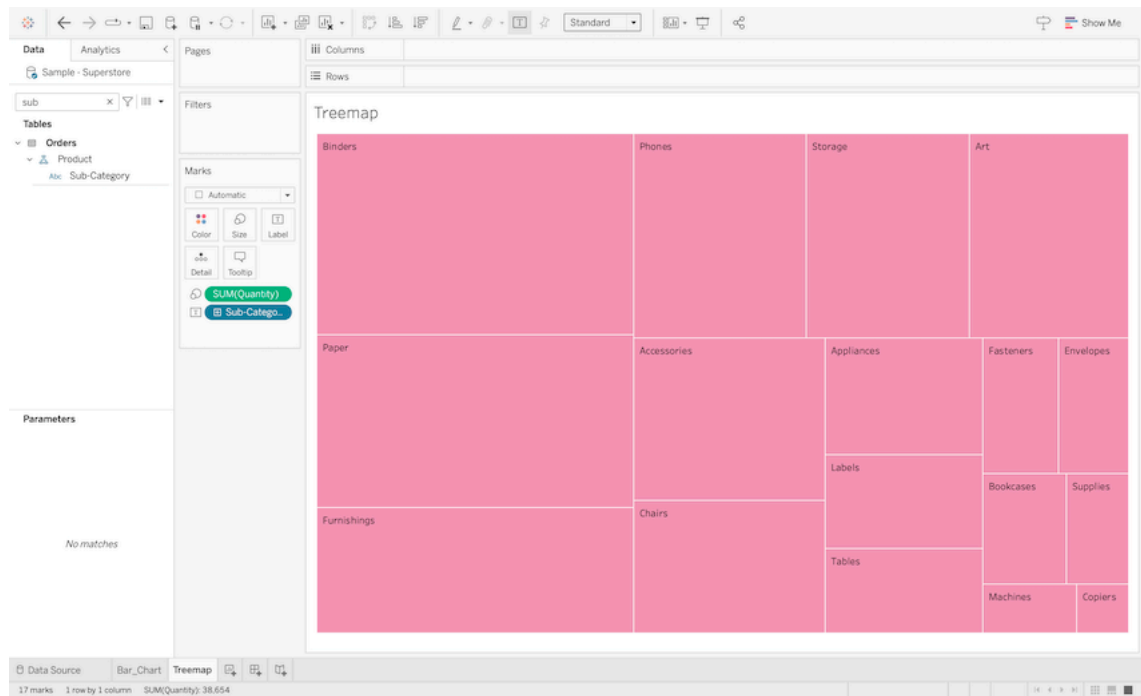 Standard
Show Me
Data
Analytics
Sample - Superstore
sub
Tables
Orders
Product
Abc Sub-Category
Parameters
No matches
Pages
Filters
Marks
Automatic
Color
Size
Label
Detail
Tooltip
SUM(Quantity)
Sub-Catego..
Columns
Rows
Treemap
Binders
Phones
Storage
Art
Paper
Accessories
Appliances
Fasteners
Envelopes
Labels
Bookcases
Supplies
Furnishings
Chairs
Tables
Machines
Copiers
Data Source
Bar_Chart
Treemap
17 marks 1 row by 1 column SUM(Quantity): 38,654